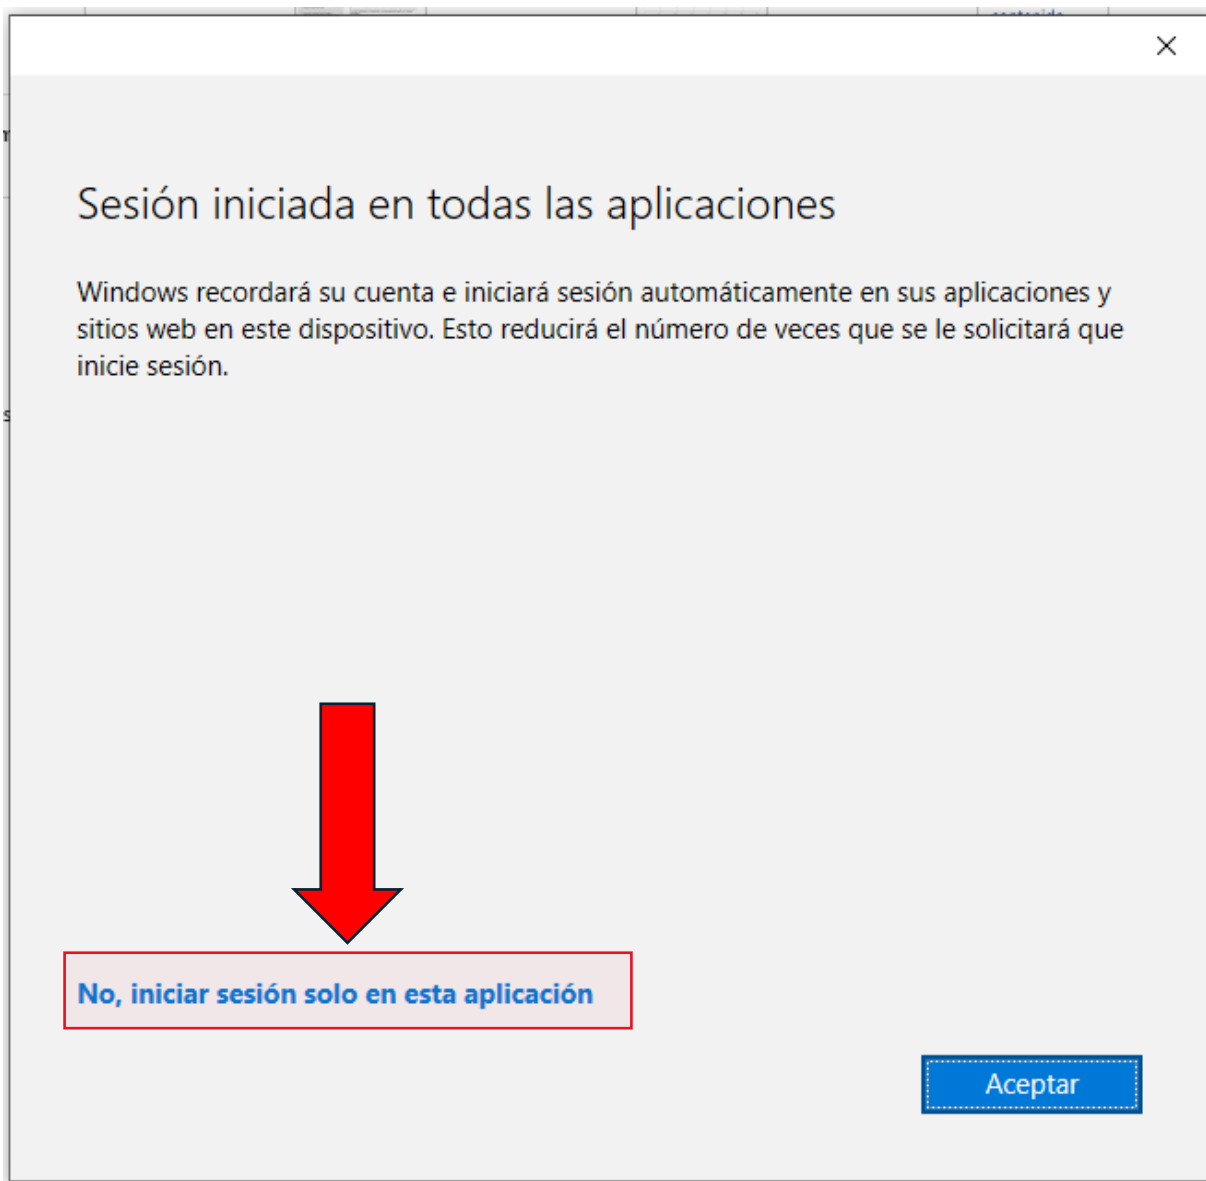 Sesión iniciada en todas las aplicaciones
Windows recordará su cuenta e iniciará sesión automáticamente en sus aplicaciones y
sitios web en este dispositivo. Esto reducirá el número de veces que se le solicitará que
inicie sesión.
No, iniciar sesión solo en esta aplicación
Aceptar